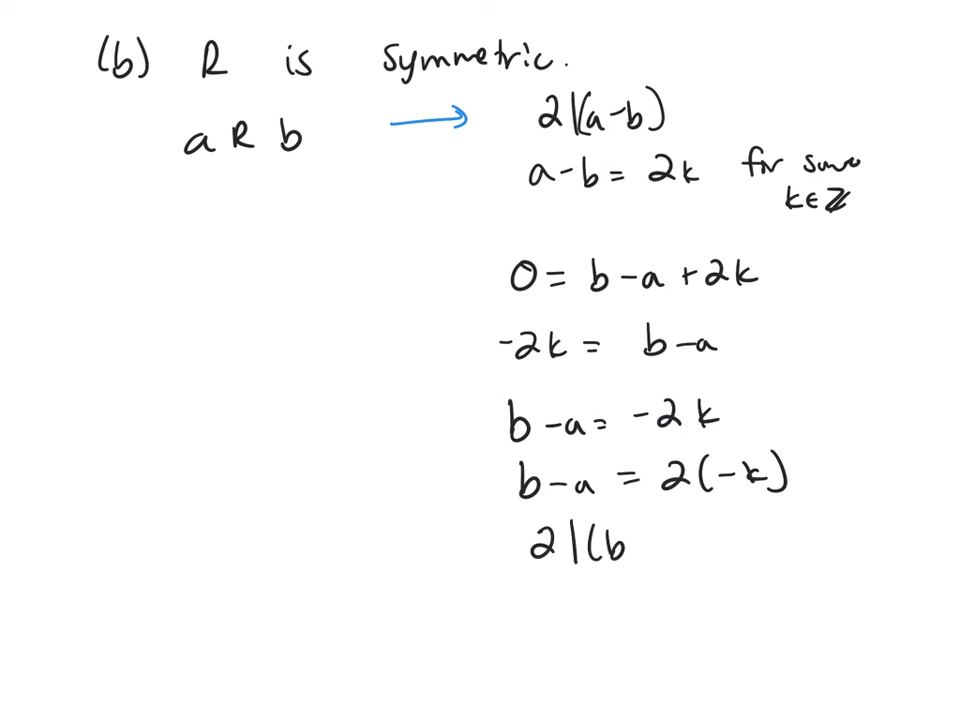 (b) R is symmetric.
a R b → 2|(a-b)
a-b = 2k for some
k∈ℤ
0 = b-a+2k
-2k = b-a
b-a = -2k
b-a = 2(-k)
2|(b